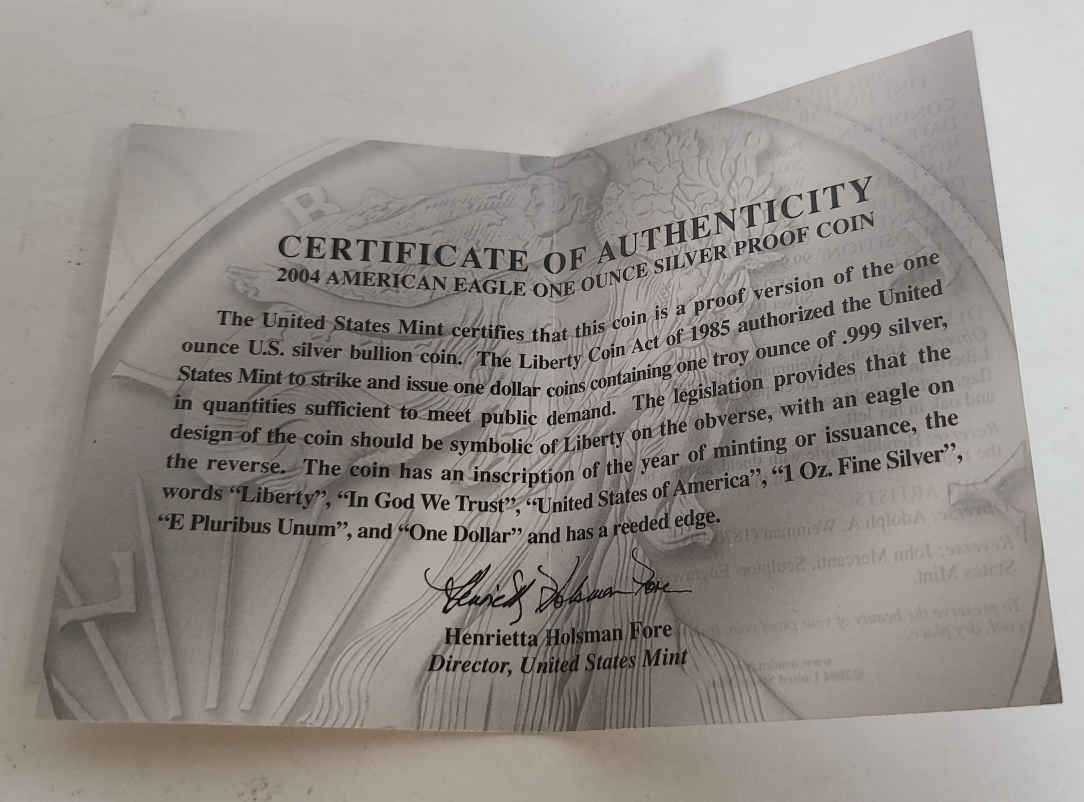 CERTIFICATE OF AUTHENTICITY
2004 AMERICAN EAGLE ONE OUNCE SILVER PROOF COIN
The United States Mint certifies that this coin is a proof version of the one
ounce U.S. silver bullion coin. The Liberty Coin Act of 1985 authorized the United
States Mint to strike and issue one dollar coins containing one troy ounce of .999 silver,
in quantities sufficient to meet public demand. The legislation provides that the
design of the coin should be symbolic of Liberty on the obverse, with an eagle on
the reverse. The coin has an inscription of the year of minting or issuance, the
words “Liberty”, “In God We Trust”, “United States of America”, “1 Oz. Fine Silver”,
“E Pluribus Unum”, and “One Dollar” and has a reeded edge.
Henrietta Holsman Fore
Henrietta Holsman Fore
Director, United States Mint